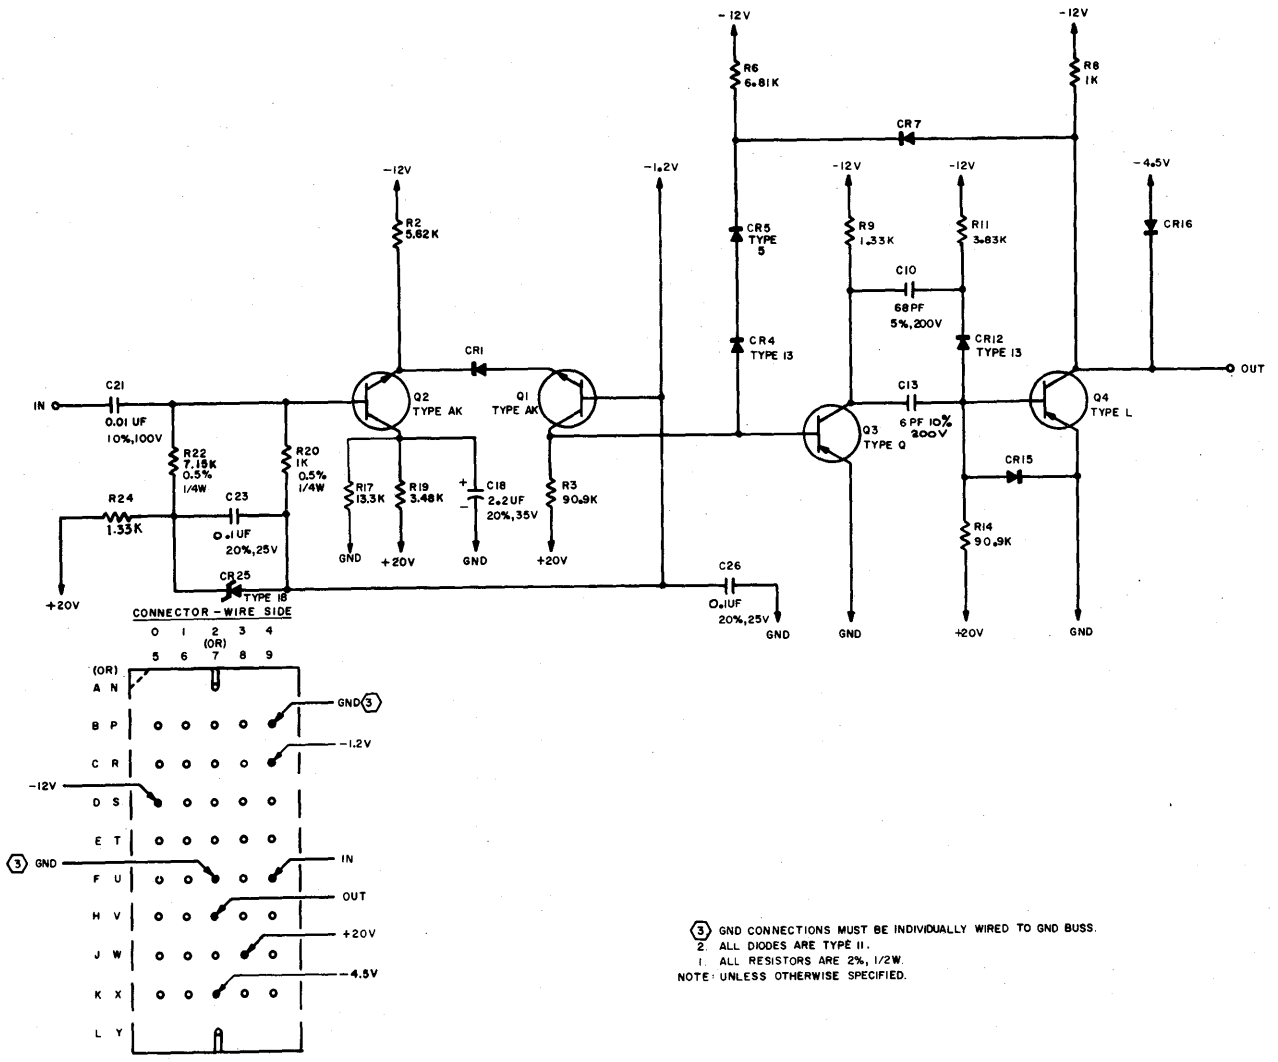 -12V
R6
6.81K
-12V
R8
1K
CR7
-12V
R2
5.62K
-1.2V
-12V
R9
1.33K
-12V
R11
3.83K
-4.5V
CR16
CR5
TYPE
5
C10
68PF
5%,200V
CR4
TYPE 13
CR12
TYPE 13
CR1
IN
C21
0.01 UF
10%,100V
Q2
TYPE AK
Q1
TYPE AK
Q3
TYPE Q
C13
6 PF 10%
200V
Q4
TYPE L
OUT
R22
7.15K
0.5%
1/4W
R20
1K
0.5%
1/4W
R24
1.33K
C23
0.1UF
20%,25V
R17
13.3K
R19
3.48K
C18
+
2.2UF
20%,35V
-
R3
90.9K
CR15
R14
90.9K
GND
+20V
GND
+20V
CR25
TYPE 18
+20V
C26
0.1UF
20%,25V
GND
GND
+20V
GND
CONNECTOR - WIRE SIDE
0 1 2 3 4
(OR)
5 6 7 8 9
(OR)
A N
B P
GND 3
C R
-1.2V
-12V
D S
E T
3 GND
F U
IN
H V
OUT
J W
+20V
K X
-4.5V
L Y
3 GND CONNECTIONS MUST BE INDIVIDUALLY WIRED TO GND BUSS.
2. ALL DIODES ARE TYPE 11.
1. ALL RESISTORS ARE 2%, 1/2W.
NOTE: UNLESS OTHERWISE SPECIFIED.